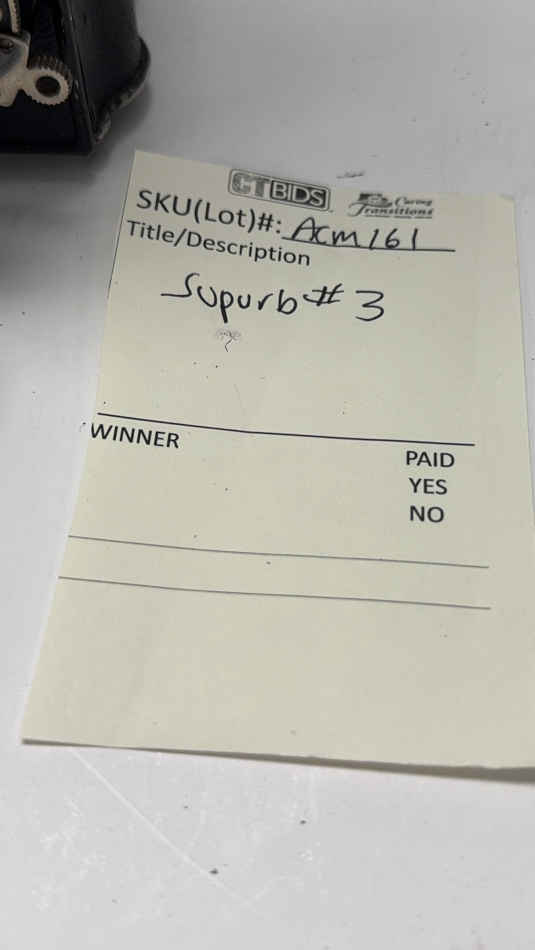 CTBIDS
Caring
Transitions
SKU(Lot)#: ACM161
Title/Description
Supurb #3
WINNER
PAID
YES
NO